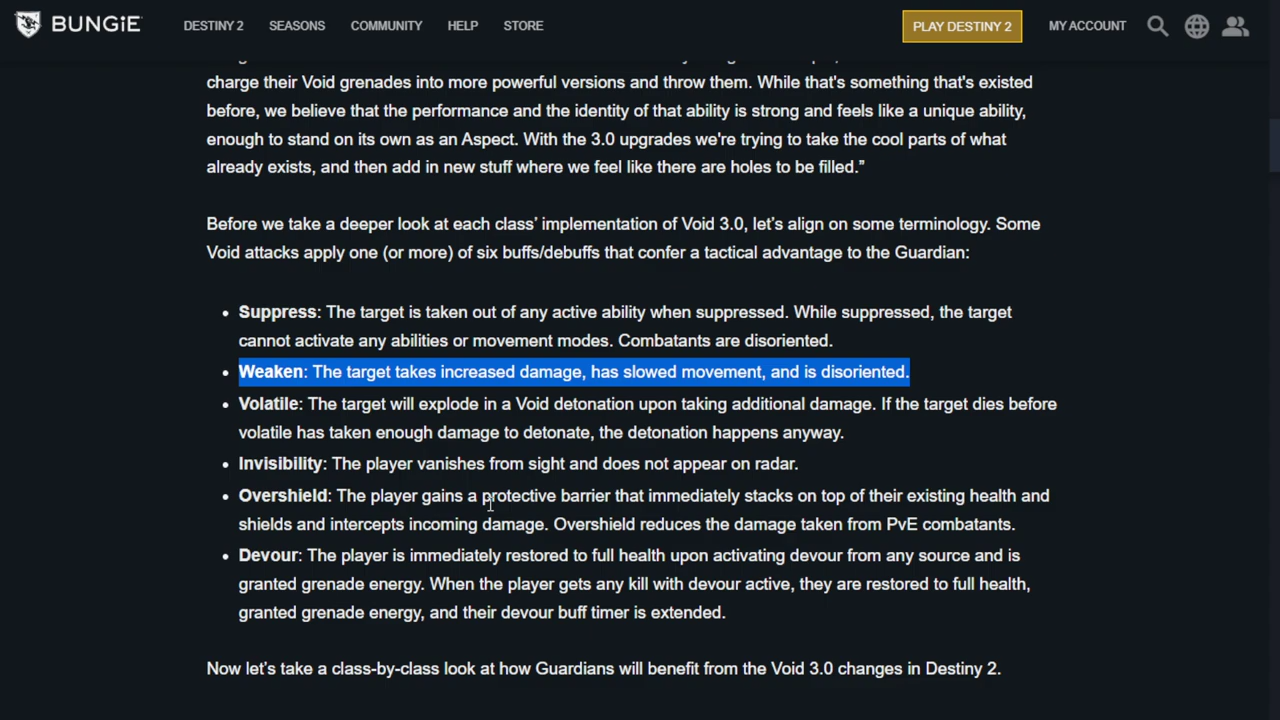 BUNGiE
DESTINY 2 SEASONS COMMUNITY HELP STORE
PLAY DESTINY 2 MY ACCOUNT
charge their Void grenades into more powerful versions and throw them. While that's something that's existed
before, we believe that the performance and the identity of that ability is strong and feels like a unique ability,
enough to stand on its own as an Aspect. With the 3.0 upgrades we're trying to take the cool parts of what
already exists, and then add in new stuff where we feel like there are holes to be filled.”
Before we take a deeper look at each class’ implementation of Void 3.0, let’s align on some terminology. Some
Void attacks apply one (or more) of six buffs/debuffs that confer a tactical advantage to the Guardian:
• Suppress: The target is taken out of any active ability when suppressed. While suppressed, the target
cannot activate any abilities or movement modes. Combatants are disoriented.
• Weaken: The target takes increased damage, has slowed movement, and is disoriented.
• Volatile: The target will explode in a Void detonation upon taking additional damage. If the target dies before
volatile has taken enough damage to detonate, the detonation happens anyway.
• Invisibility: The player vanishes from sight and does not appear on radar.
• Overshield: The player gains a protective barrier that immediately stacks on top of their existing health and
shields and intercepts incoming damage. Overshield reduces the damage taken from PvE combatants.
• Devour: The player is immediately restored to full health upon activating devour from any source and is
granted grenade energy. When the player gets any kill with devour active, they are restored to full health,
granted grenade energy, and their devour buff timer is extended.
Now let’s take a class-by-class look at how Guardians will benefit from the Void 3.0 changes in Destiny 2.